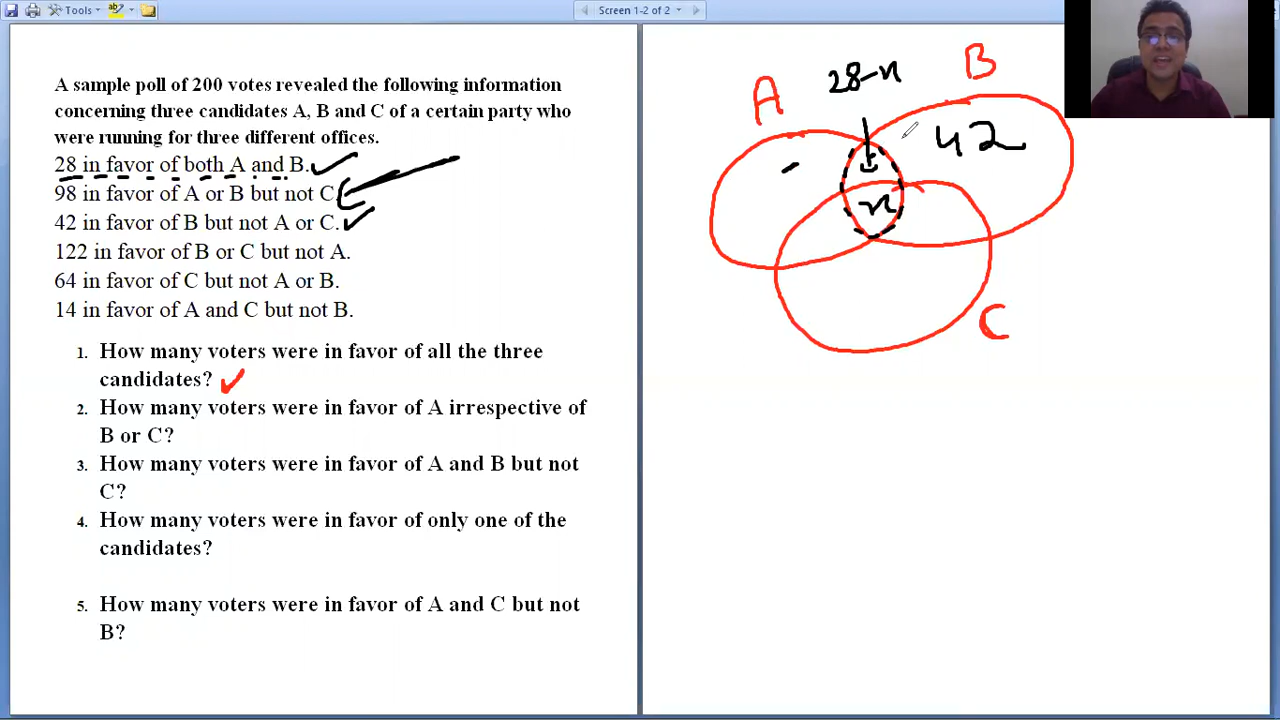 Tools
Screen 1-2 of 2
A sample poll of 200 votes revealed the following information
concerning three candidates A, B and C of a certain party who
were running for three different offices.
28 in favor of both A and B.
98 in favor of A or B but not C.
42 in favor of B but not A or C.
122 in favor of B or C but not A.
64 in favor of C but not A or B.
14 in favor of A and C but not B.
1. How many voters were in favor of all the three
candidates?
2. How many voters were in favor of A irrespective of
B or C?
3. How many voters were in favor of A and B but not
C?
4. How many voters were in favor of only one of the
candidates?
5. How many voters were in favor of A and C but not
B?
A
28-x
B
42
x
C